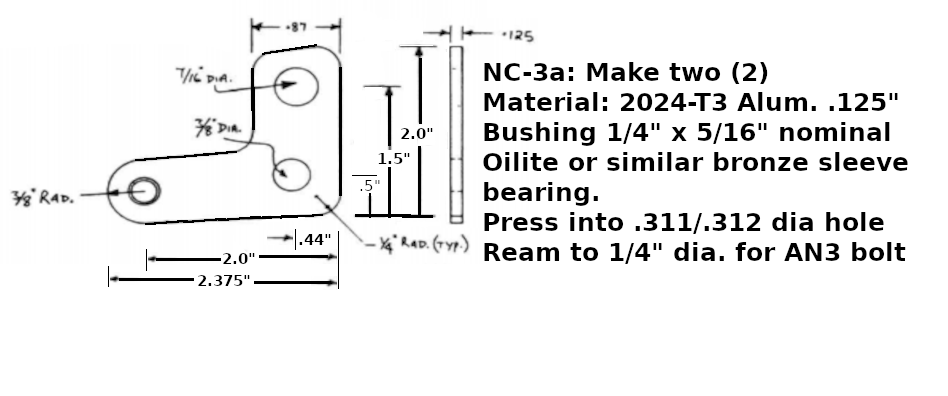 .87
.125
7/16" DIA.
3/8" DIA.
2.0"
1.5"
.5"
3/8" RAD.
1/4" RAD. (TYP.)
.44"
2.0"
2.375"
NC-3a: Make two (2)
Material: 2024-T3 Alum. .125"
Bushing 1/4" x 5/16" nominal
Oilite or similar bronze sleeve
bearing.
Press into .311/.312 dia hole
Ream to 1/4" dia. for AN3 bolt